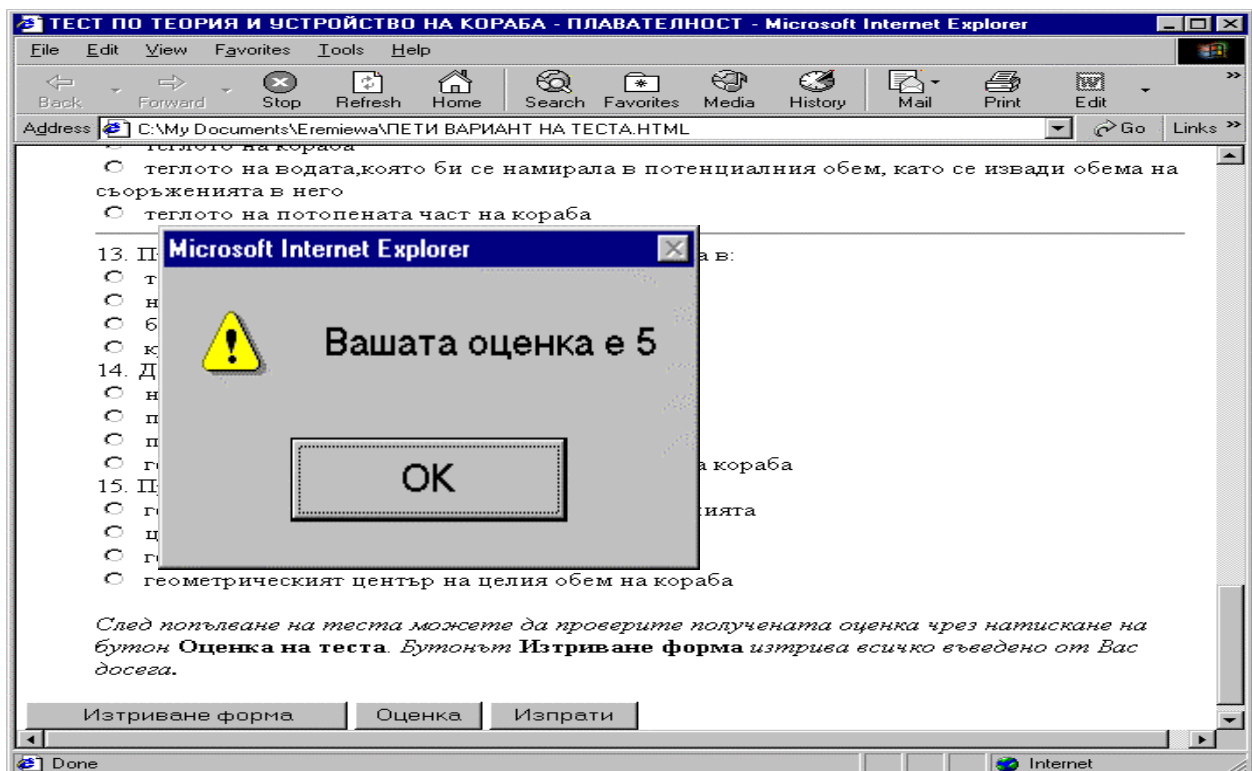 ТЕСТ ПО ТЕОРИЯ И УСТРОЙСТВО НА КОРАБА - ПЛАВАТЕЛНОСТ - Microsoft Internet Explorer
File Edit View Favorites Tools Help
Back Forward Stop Refresh Home Search Favorites Media History Mail Print Edit
Address C:\My Documents\Eremiewa\ПЕТИ ВАРИАНТ НА ТЕСТА.HTML Go Links »
теглото на кораба
теглото на водата,която би се намирала в потенциалния обем, като се извади обема на
съоръженията в него
теглото на потопената част на кораба
Microsoft Internet Explorer
13. в:
Вашата оценка е 5
14.
OK
кораба
15.
геометрическият център на целия обем на кораба
След попълване на теста можете да проверите получената оценка чрез натискане на
бутон Оценка на теста. Бутонът Изтриване форма изтрива всичко въведено от Вас
досега.
Изтриване форма Оценка Изпрати
Done Internet